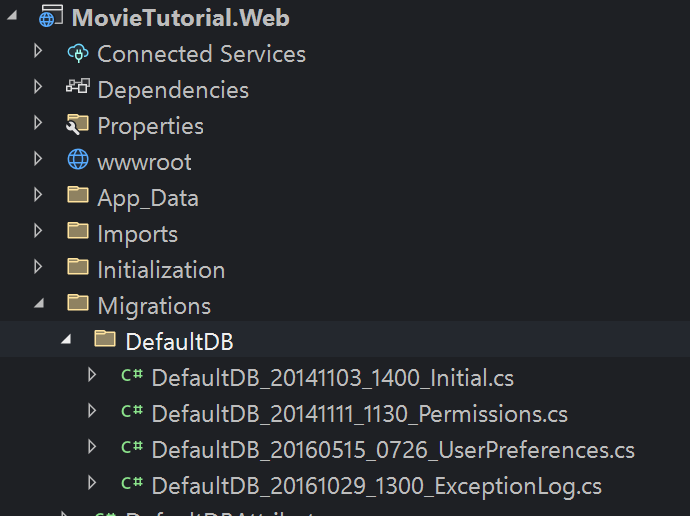 MovieTutorial.Web
Connected Services
Dependencies
Properties
wwwroot
App_Data
Imports
Initialization
Migrations
DefaultDB
C# DefaultDB_20141103_1400_Initial.cs
C# DefaultDB_20141111_1130_Permissions.cs
C# DefaultDB_20160515_0726_UserPreferences.cs
C# DefaultDB_20161029_1300_ExceptionLog.cs